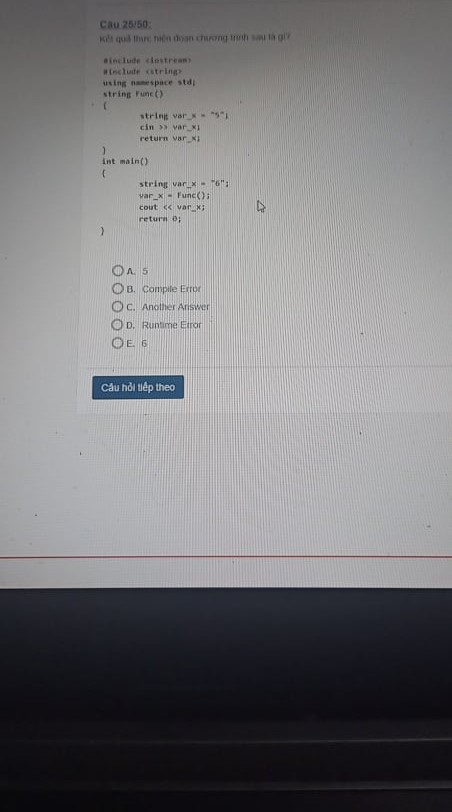 Câu 25/50:
Kết quả thực hiện đoạn chương trình sau là gì?
#include <iostream>
#include <string>
using namespace std;
string Func()
{
string var_x = "5";
cin >> var_x;
return var_x;
}
int main()
{
string var_x = "6";
var_x = Func();
cout << var_x;
return 0;
}
A. 5
B. Compile Error
C. Another Answer
D. Runtime Error
E. 6
Câu hỏi tiếp theo